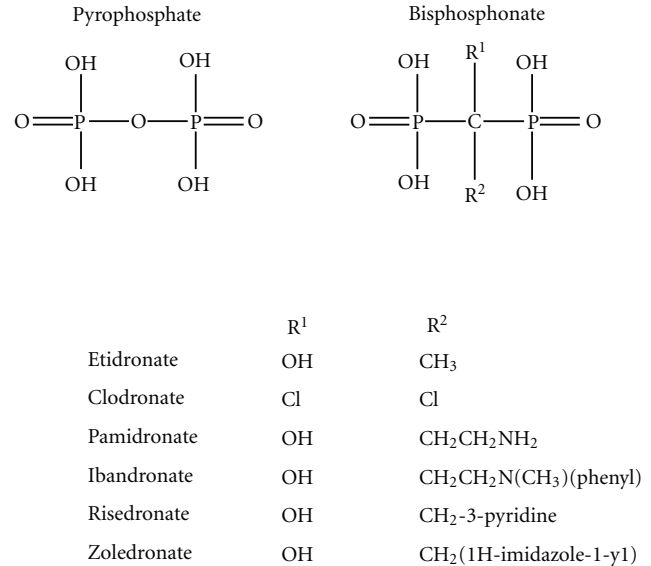 Pyrophosphate Bisphosphonate
R¹
OH OH OH OH
O P O P O O P C P O
OH OH OH R² OH
R¹ R²
Etidronate OH CH₃
Clodronate Cl Cl
Pamidronate OH CH₂CH₂NH₂
Ibandronate OH CH₂CH₂N(CH₃)(phenyl)
Risedronate OH CH₂-3-pyridine
Zoledronate OH CH₂(1H-imidazole-1-y1)